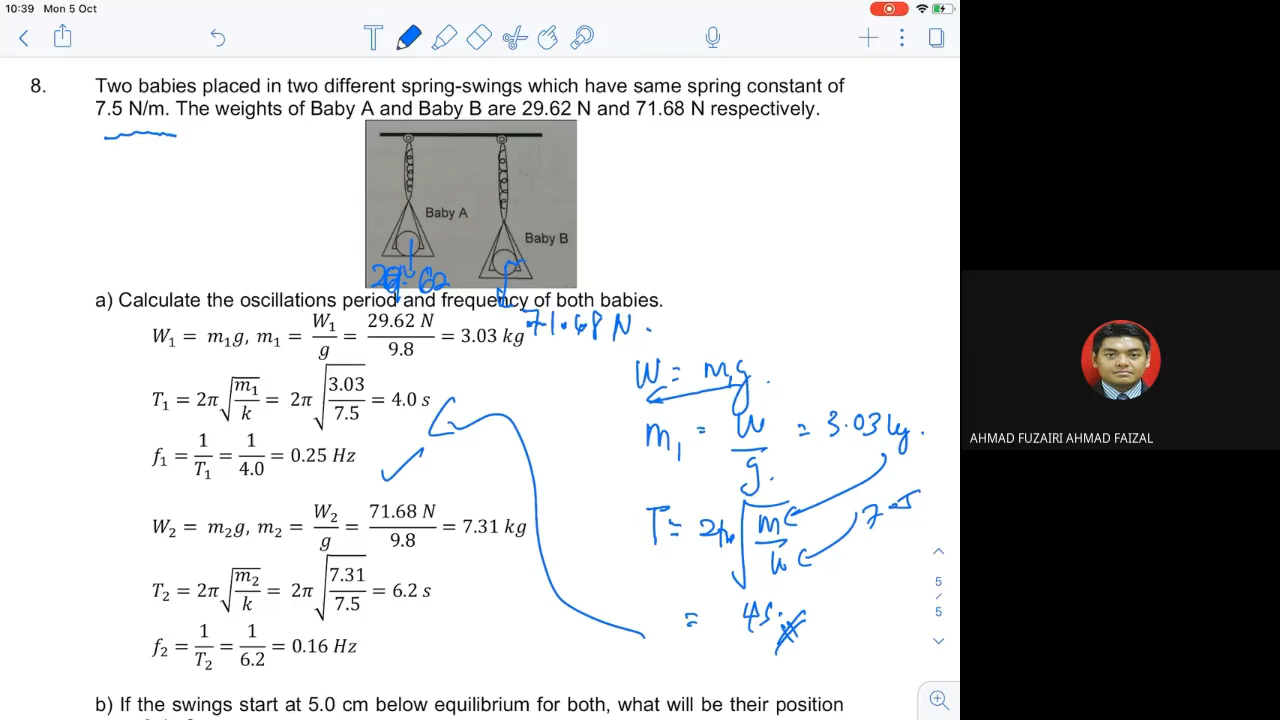 10:39 Mon 5 Oct
8. Two babies placed in two different spring-swings which have same spring constant of
7.5 N/m. The weights of Baby A and Baby B are 29.62 N and 71.68 N respectively.
Baby A
Baby B
a) Calculate the oscillations period and frequency of both babies.
W₁ = m₁g, m₁ = W₁/g = 29.62 N/9.8 = 3.03 kg
71.68 N.
T₁ = 2π√(m₁/k) = 2π√(3.03/7.5) = 4.0 s
f₁ = 1/T₁ = 1/4.0 = 0.25 Hz
W₂ = m₂g, m₂ = W₂/g = 71.68 N/9.8 = 7.31 kg
T₂ = 2π√(m₂/k) = 2π√(7.31/7.5) = 6.2 s
f₂ = 1/T₂ = 1/6.2 = 0.16 Hz
W = m₁g.
m₁ = W/g. = 3.03 kg.
T = 2π√(m/k)
= 4s.
b) If the swings start at 5.0 cm below equilibrium for both, what will be their position
5/5
AHMAD FUZAIRI AHMAD FAIZAL